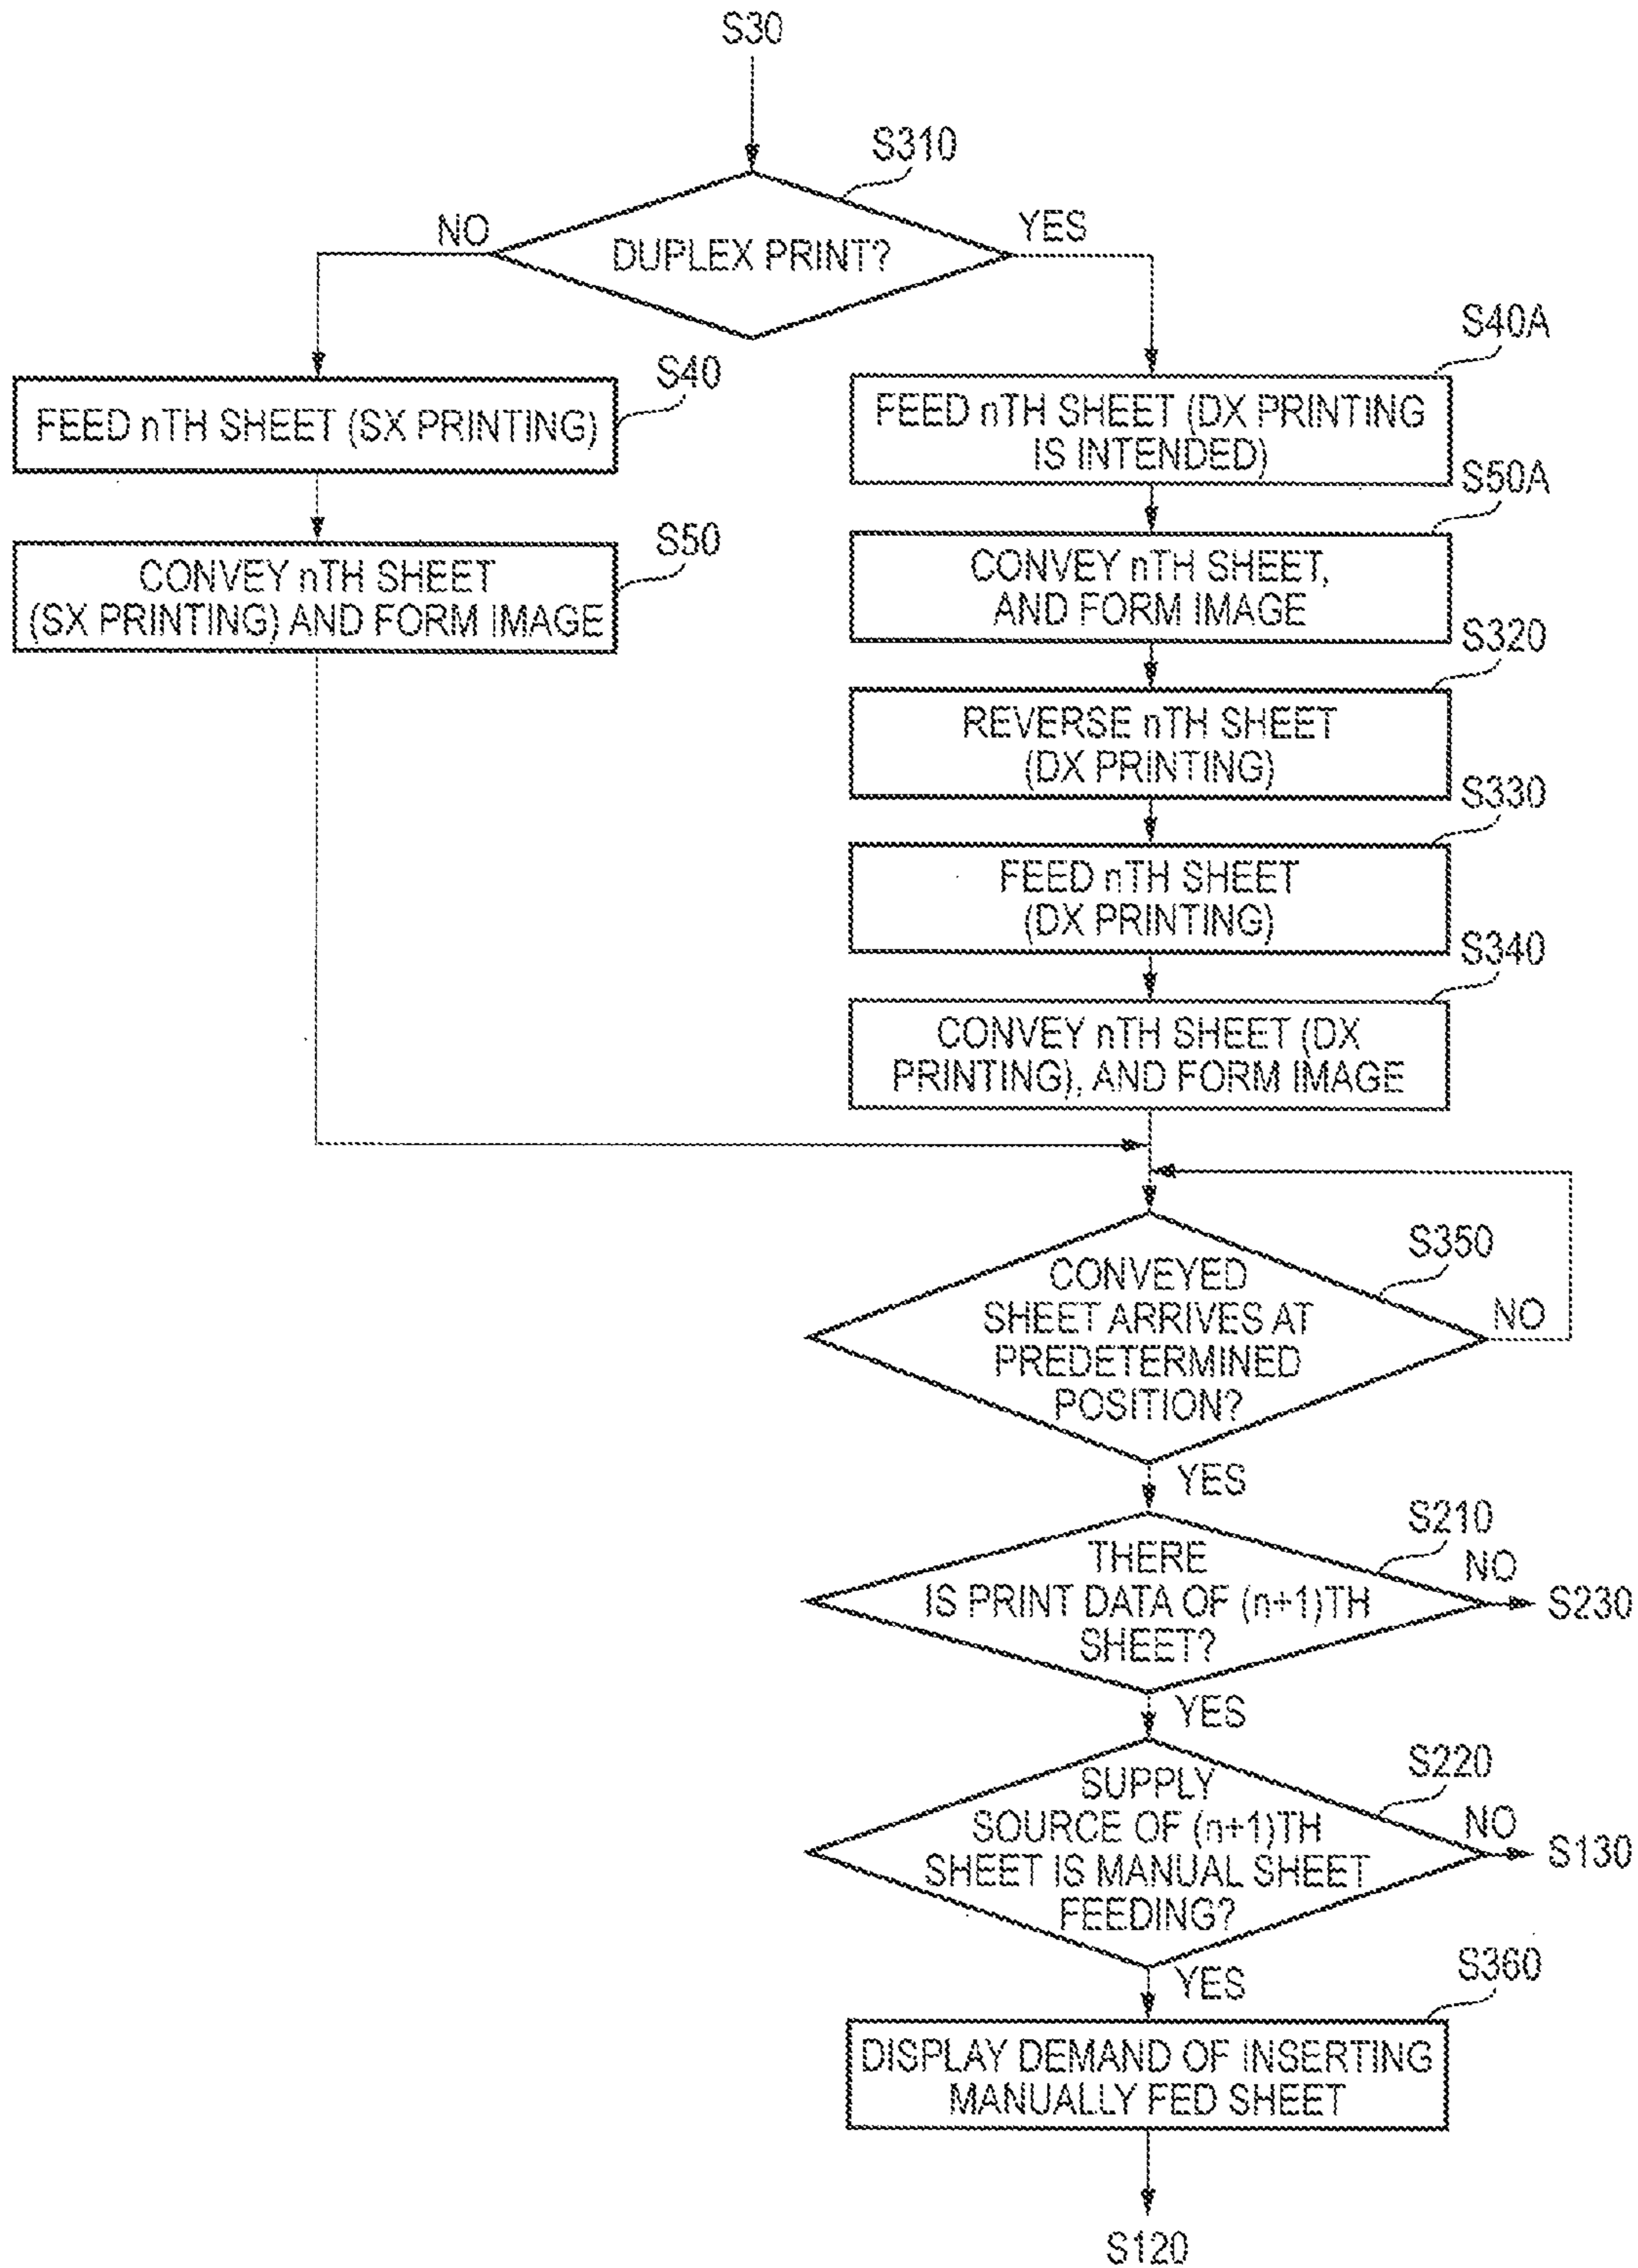 S30
S310
NO
YES
DUPLEX PRINT?
S40A
S40
FEED nTH SHEET (SX PRINTING)
FEED nTH SHEET (DX PRINTING
IS INTENDED)
S50A
S50
CONVEY nTH SHEET
(SX PRINTING) AND FORM IMAGE
CONVEY nTH SHEET,
AND FORM IMAGE
S320
REVERSE nTH SHEET
(DX PRINTING)
S330
FEED nTH SHEET
(DX PRINTING)
S340
CONVEY nTH SHEET (DX
PRINTING), AND FORM IMAGE
S350
CONVEYED
SHEET ARRIVES AT
PREDETERMINED
POSITION?
NO
YES
S210
THERE
IS PRINT DATA OF (n+1)TH
SHEET?
NO
S230
YES
S220
SUPPLY
SOURCE OF (n+1)TH
SHEET IS MANUAL SHEET
FEEDING?
NO
S130
YES
S360
DISPLAY DEMAND OF INSERTING
MANUALLY FED SHEET
S120